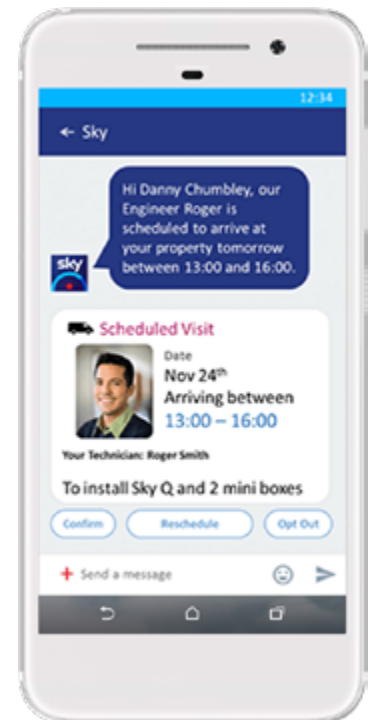 12:34
← Sky
Hi Danny Chumbley, our
Engineer Roger is
scheduled to arrive at
your property tomorrow
between 13:00 and 16:00.
sky
Scheduled Visit
Date
Nov 24th
Arriving between
13:00 – 16:00
Your Technician: Roger Smith
To install Sky Q and 2 mini boxes
Confirm
Reschedule
Opt Out
+ Send a message